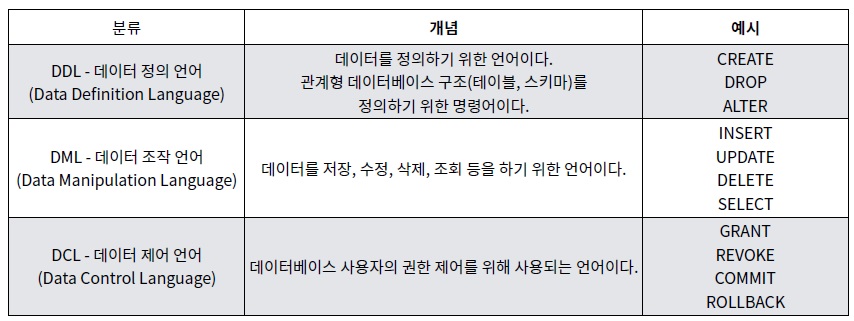 분류 개념 예시
DDL - 데이터 정의 언어
(Data Definition Language)
데이터를 정의하기 위한 언어이다.
관계형 데이터베이스 구조(테이블, 스키마)를
정의하기 위한 명령어이다.
CREATE
DROP
ALTER
DML - 데이터 조작 언어
(Data Manipulation Language)
데이터를 저장, 수정, 삭제, 조회 등을 하기 위한 언어이다.
INSERT
UPDATE
DELETE
SELECT
DCL - 데이터 제어 언어
(Data Control Language)
데이터베이스 사용자의 권한 제어를 위해 사용되는 언어이다.
GRANT
REVOKE
COMMIT
ROLLBACK